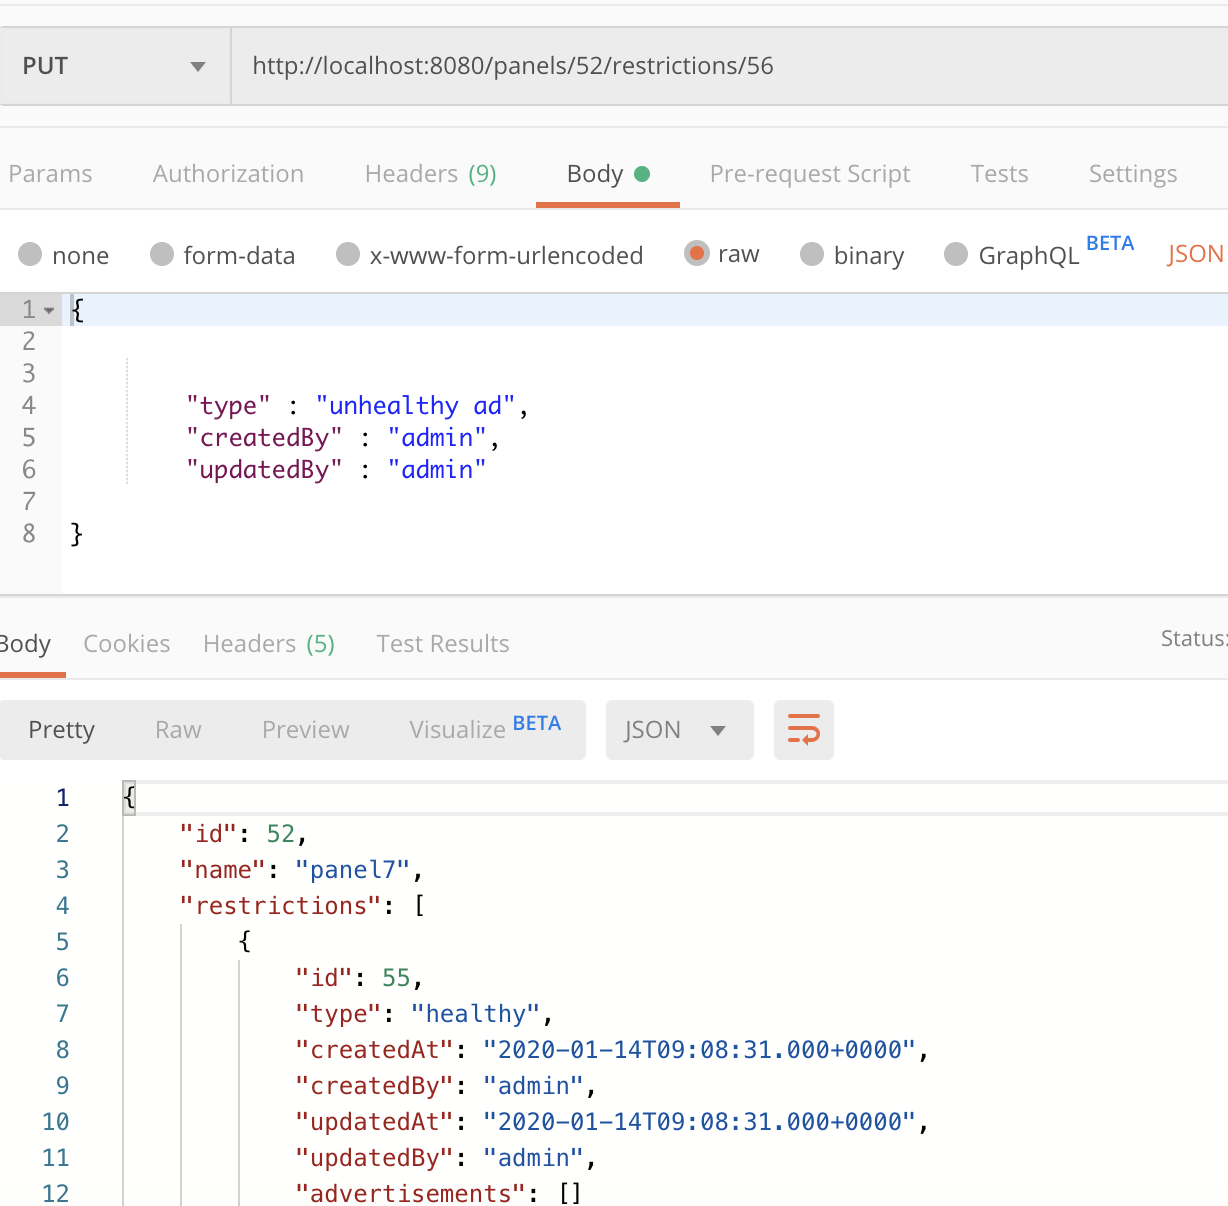 PUT http://localhost:8080/panels/52/restrictions/56
Params Authorization Headers (9) Body Pre-request Script Tests Settings
none form-data x-www-form-urlencoded raw binary GraphQL BETA JSON
1 {
2
3
4 "type" : "unhealthy ad",
5 "createdBy" : "admin",
6 "updatedBy" : "admin"
7
8 }
Body Cookies Headers (5) Test Results Status:
Pretty Raw Preview Visualize BETA JSON
1 {
2 "id": 52,
3 "name": "panel7",
4 "restrictions": [
5 {
6 "id": 55,
7 "type": "healthy",
8 "createdAt": "2020-01-14T09:08:31.000+0000",
9 "createdBy": "admin",
10 "updatedAt": "2020-01-14T09:08:31.000+0000",
11 "updatedBy": "admin",
12 "advertisements": []